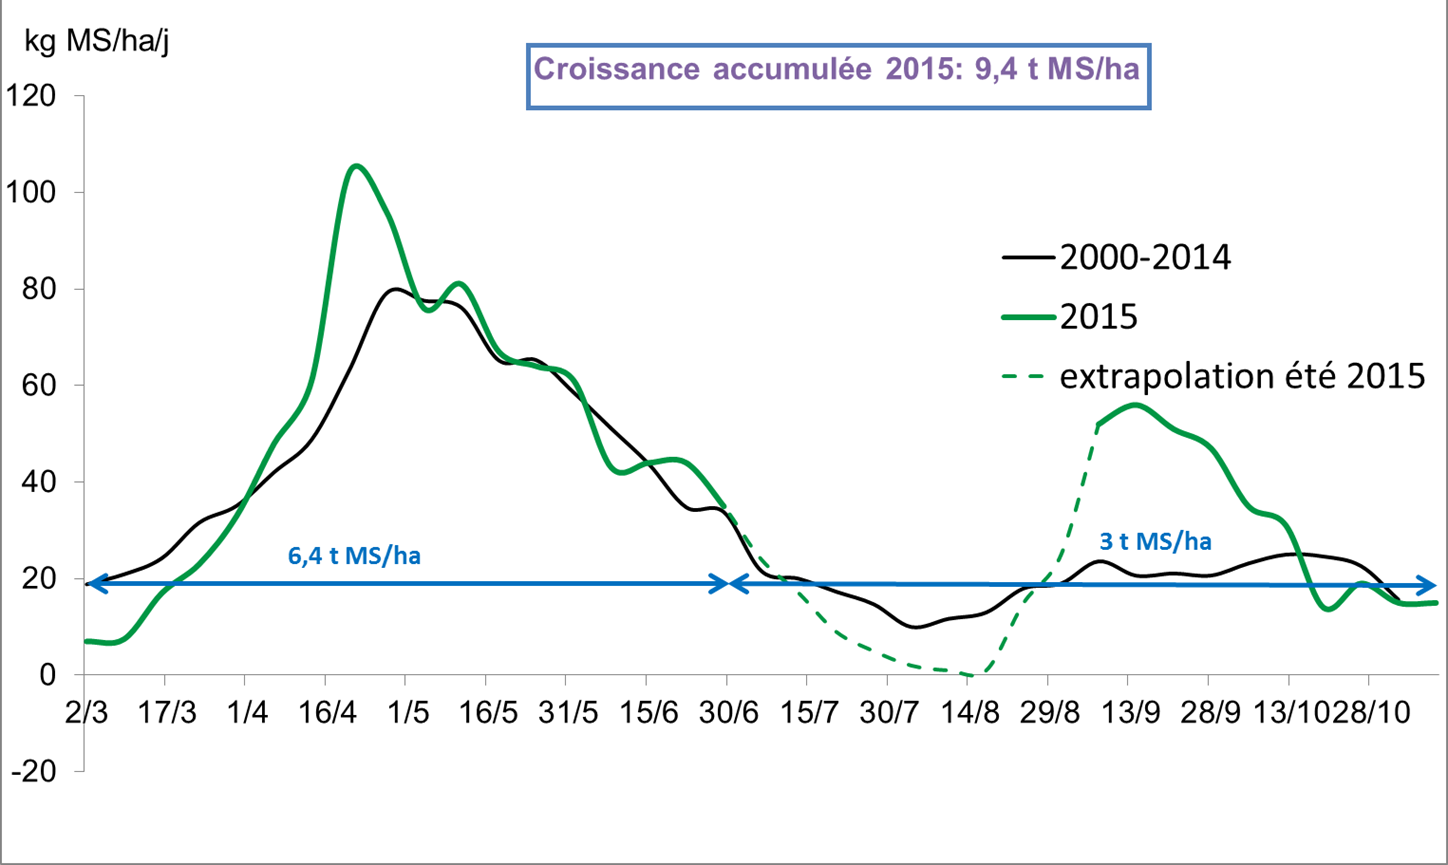 kg MS/ha/j
Croissance accumulée 2015: 9,4 t MS/ha
120
100
80
60
40
20
0
-20
2000-2014
2015
extrapolation été 2015
6,4 t MS/ha
3 t MS/ha
2/3 17/3 1/4 16/4 1/5 16/5 31/5 15/6 30/6 15/7 30/7 14/8 29/8 13/9 28/9 13/10 28/10